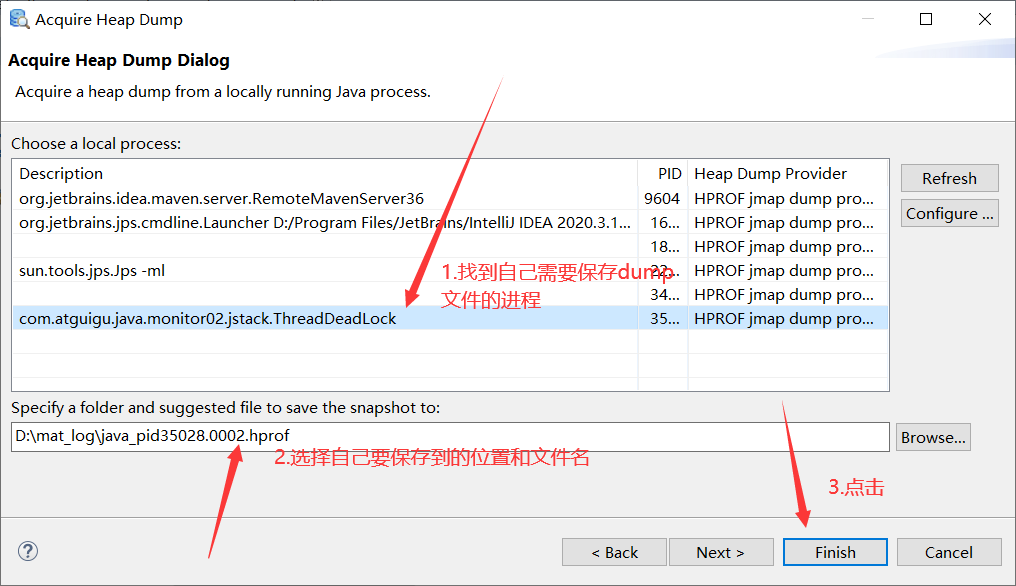 Acquire Heap Dump
Acquire Heap Dump Dialog
Acquire a heap dump from a locally running Java process.
Choose a local process:
Description PID Heap Dump Provider
org.jetbrains.idea.maven.server.RemoteMavenServer36 9604 HPROF jmap dump pro...
org.jetbrains.jps.cmdline.Launcher D:/Program Files/JetBrains/IntelliJ IDEA 2020.3.1... 16... HPROF jmap dump pro...
18... HPROF jmap dump pro...
sun.tools.jps.Jps -ml 22... HPROF jmap dump pro...
34... HPROF jmap dump pro...
com.atguigu.java.monitor02.jstack.ThreadDeadLock 35... HPROF jmap dump pro...
Refresh
Configure ...
1.找到自己需要保存dump
文件的进程
Specify a folder and suggested file to save the snapshot to:
D:\mat_log\java_pid35028.0002.hprof
Browse...
2.选择自己要保存到的位置和文件名
3.点击
?
< Back
Next >
Finish
Cancel